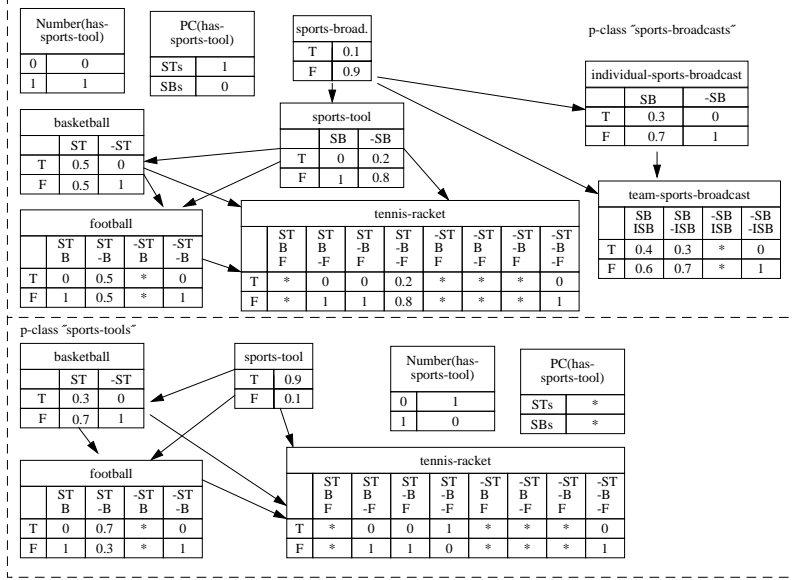 p-class "sports-broadcasts"
Number(has-
sports-tool)
0 0
1 1
PC(has-
sports-tool)
STs 1
SBs 0
sports-broad.
T 0.1
F 0.9
individual-sports-broadcast
SB -SB
T 0.3 0
F 0.7 1
basketball
ST -ST
T 0.5 0
F 0.5 1
sports-tool
SB -SB
T 0 0.2
F 1 0.8
team-sports-broadcast
SB SB -SB -SB
ISB -ISB ISB -ISB
T 0.4 0.3 * 0
F 0.6 0.7 * 1
football
ST ST -ST -ST
B -B B -B
T 0 0.5 * 0
F 1 0.5 * 1
tennis-racket
ST ST ST ST -ST -ST -ST -ST
B B -B -B B B -B -B
F -F F -F F -F F -F
T * 0 0 0.2 * * * 0
F * 1 1 0.8 * * * 1
p-class "sports-tools"
basketball
ST -ST
T 0.3 0
F 0.7 1
sports-tool
T 0.9
F 0.1
Number(has-
sports-tool)
0 1
1 0
PC(has-
sports-tool)
STs *
SBs *
football
ST ST -ST -ST
B -B B -B
T 0 0.7 * 0
F 1 0.3 * 1
tennis-racket
ST ST ST ST -ST -ST -ST -ST
B B -B -B B B -B -B
F -F F -F F -F F -F
T * 0 0 1 * * * 0
F * 1 1 0 * * * 1